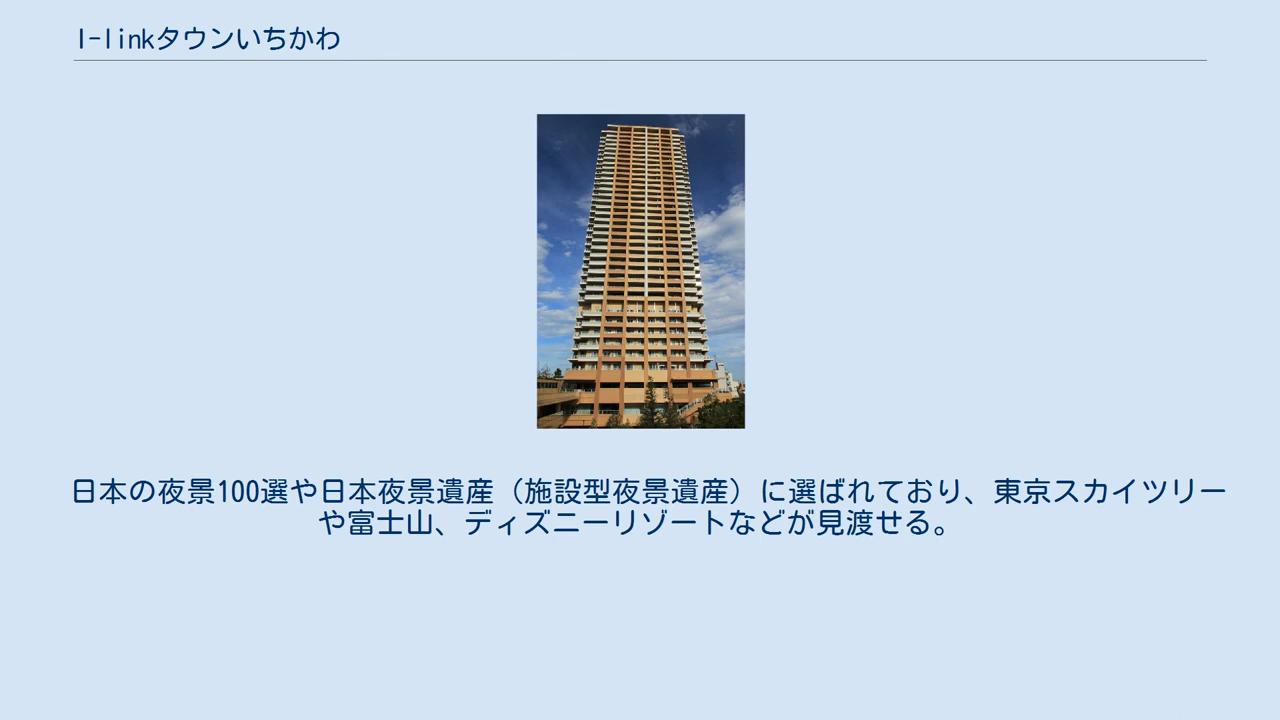 I-linkタウンいちかわ
日本の夜景100選や日本夜景遺産（施設型夜景遺産）に選ばれており、東京スカイツリー
や富士山、ディズニーリゾートなどが見渡せる。